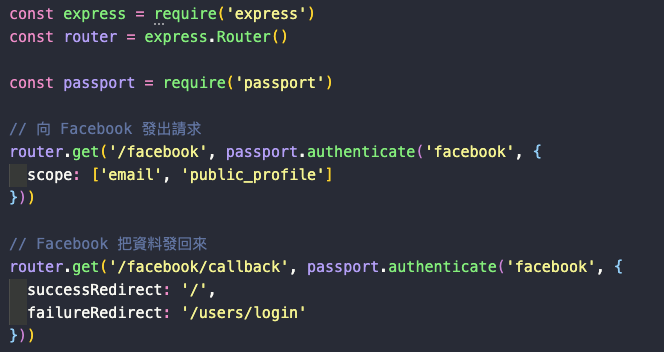 const express = require('express')
const router = express.Router()

const passport = require('passport')

// 向 Facebook 發出請求
router.get('/facebook', passport.authenticate('facebook', {
  scope: ['email', 'public_profile']
}))

// Facebook 把資料發回來
router.get('/facebook/callback', passport.authenticate('facebook', {
  successRedirect: '/',
  failureRedirect: '/users/login'
}))